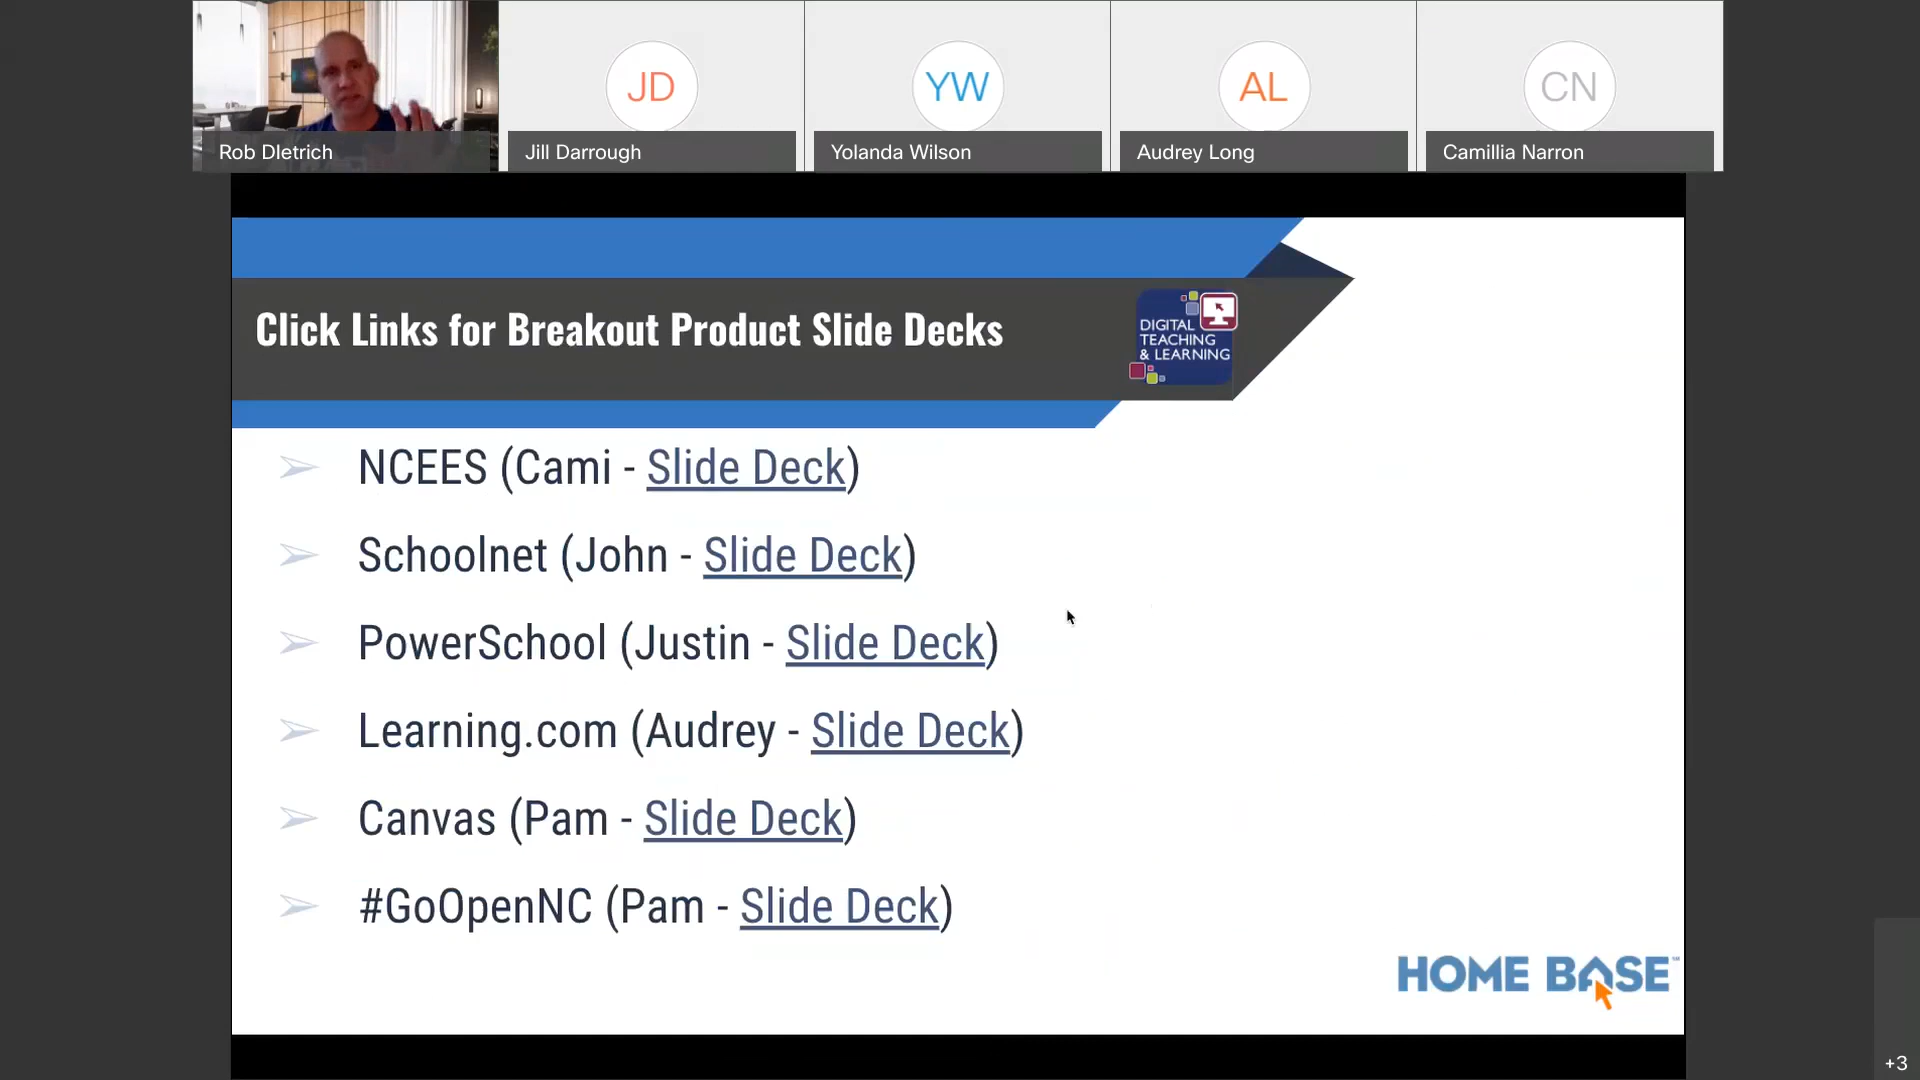 JD
YW
AL
CN
Rob DIetrich
Jill Darrough
Yolanda Wilson
Audrey Long
Camillia Narron
Click Links for Breakout Product Slide Decks
DIGITAL
TEACHING
& LEARNING
➢ NCEES (Cami - Slide Deck)
➢ Schoolnet (John - Slide Deck)
➢ PowerSchool (Justin - Slide Deck)
➢ Learning.com (Audrey - Slide Deck)
➢ Canvas (Pam - Slide Deck)
➢ #GoOpenNC (Pam - Slide Deck)
HOME BASE™
+3